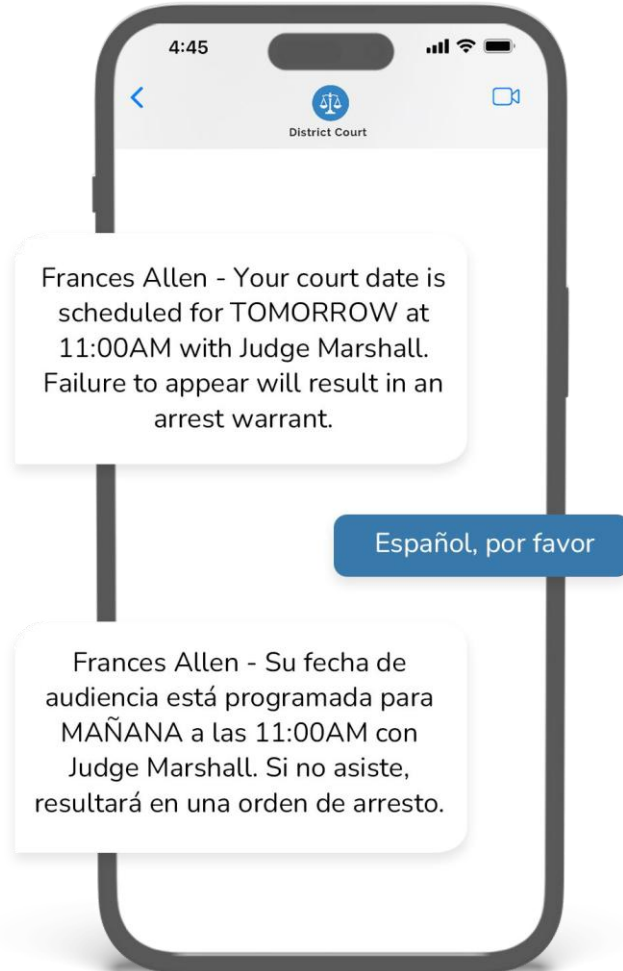 4:45
District Court
Frances Allen - Your court date is
scheduled for TOMORROW at
11:00AM with Judge Marshall.
Failure to appear will result in an
arrest warrant.
Español, por favor
Frances Allen - Su fecha de
audiencia está programada para
MAÑANA a las 11:00AM con
Judge Marshall. Si no asiste,
resultará en una orden de arresto.